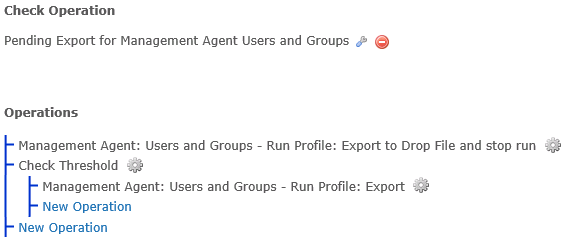 Check Operation
Pending Export for Management Agent Users and Groups
Operations
Management Agent: Users and Groups - Run Profile: Export to Drop File and stop run
Check Threshold
Management Agent: Users and Groups - Run Profile: Export
New Operation
New Operation